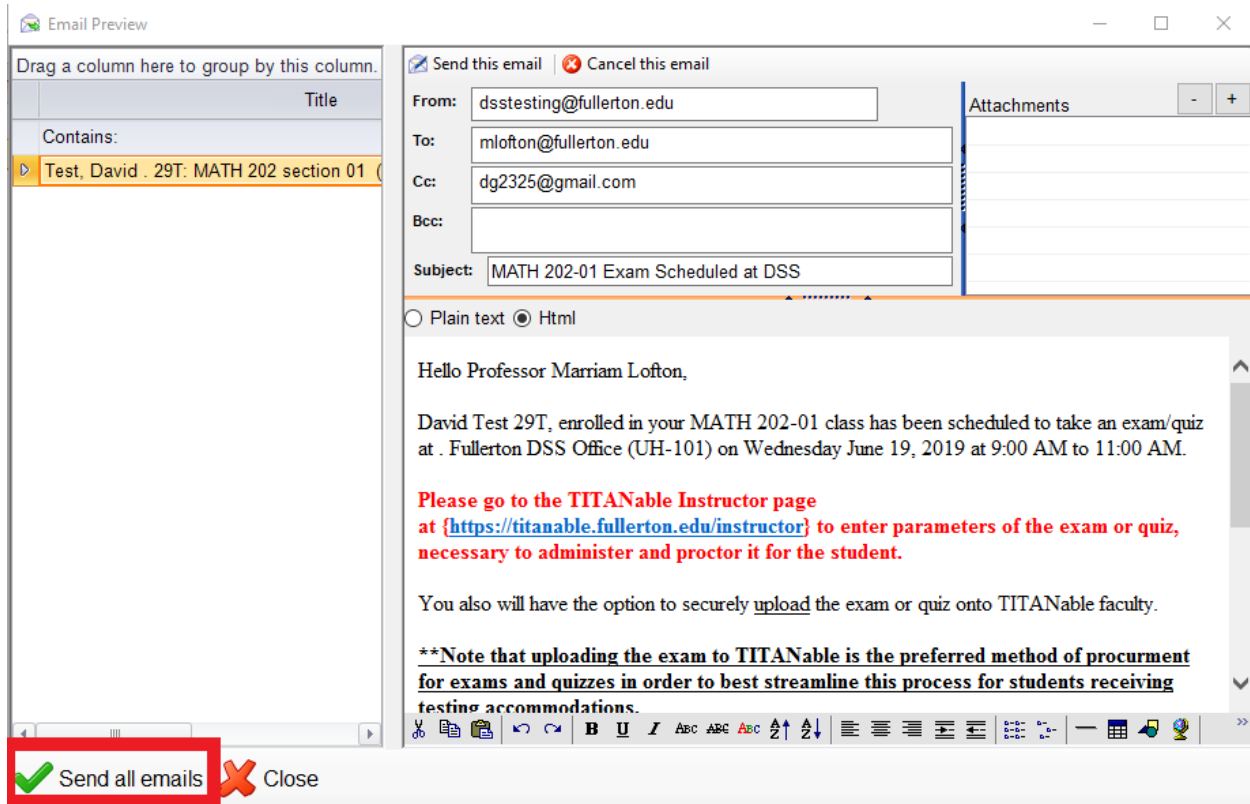 Email Preview
Drag a column here to group by this column.
Title
Contains:
Test, David . 29T: MATH 202 section 01 (
Send this email
Cancel this email
From: dsstesting@fullerton.edu
To: mlofton@fullerton.edu
Cc: dg2325@gmail.com
Bcc:
Subject: MATH 202-01 Exam Scheduled at DSS
Attachments - +
Plain text Html
Hello Professor Marriam Lofton,
David Test 29T, enrolled in your MATH 202-01 class has been scheduled to take an exam/quiz
at . Fullerton DSS Office (UH-101) on Wednesday June 19, 2019 at 9:00 AM to 11:00 AM.
Please go to the TITANable Instructor page
at {https://titanable.fullerton.edu/instructor} to enter parameters of the exam or quiz,
necessary to administer and proctor it for the student.
You also will have the option to securely upload the exam or quiz onto TITANable faculty.
**Note that uploading the exam to TITANable is the preferred method of procurment
for exams and quizzes in order to best streamline this process for students receiving
testing accommodations.
B U I ABC ABC ABC
Send all emails
Close